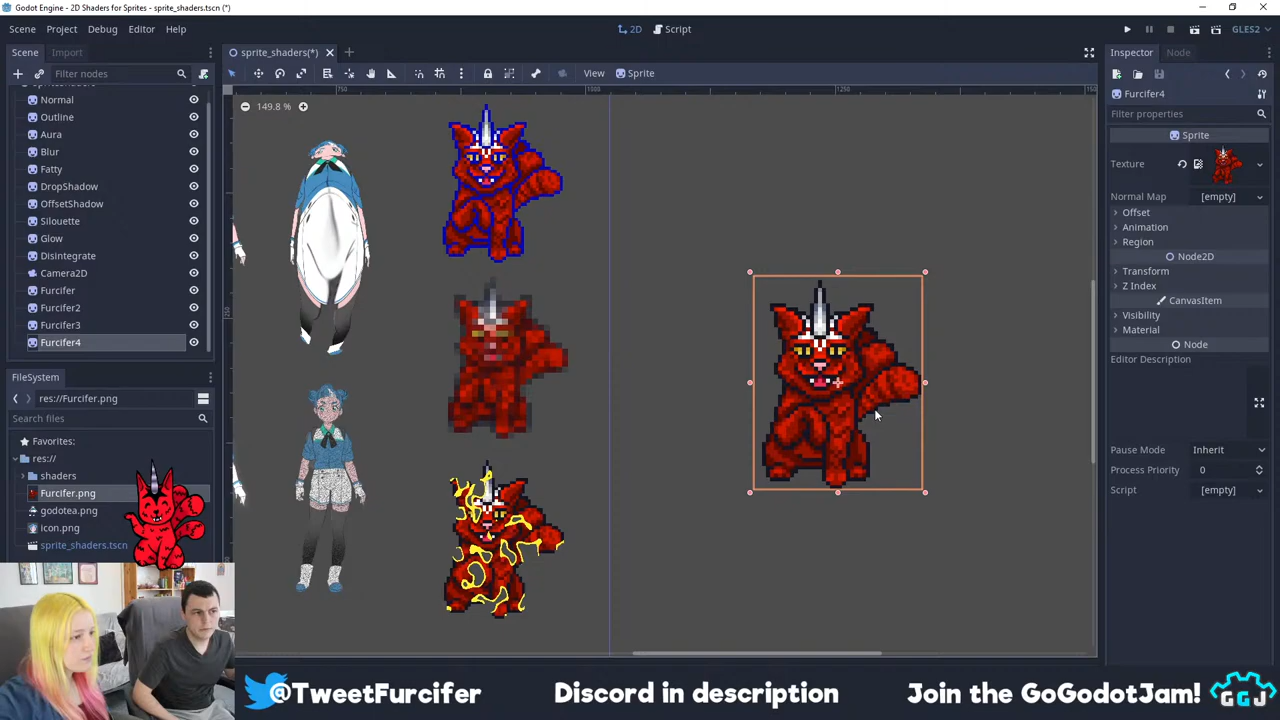 Godot Engine - 2D Shaders for Sprites - sprite_shaders.tscn (*)
Scene Project Debug Editor Help
2D Script
GLES2
Scene Import
sprite_shaders(*)
Inspector Node
Filter nodes
View Sprite
149.8 %
750
1000
1250
Normal
Outline
Aura
Blur
Fatty
DropShadow
OffsetShadow
Silouette
Glow
Disintegrate
Camera2D
Furcifer
Furcifer2
Furcifer3
Furcifer4
FileSystem
res://Furcifer.png
Search files
Favorites:
res://
shaders
Furcifer.png
godotea.png
icon.png
sprite_shaders.tscn
Furcifer4
Filter properties
Sprite
Texture
Normal Map [empty]
Offset
Animation
Region
Node2D
Transform
Z Index
CanvasItem
Visibility
Material
Node
Editor Description
Pause Mode Inherit
Process Priority 0
Script [empty]
@TweetFurcifer Discord in description Join the GoGodotJam!
GGJ